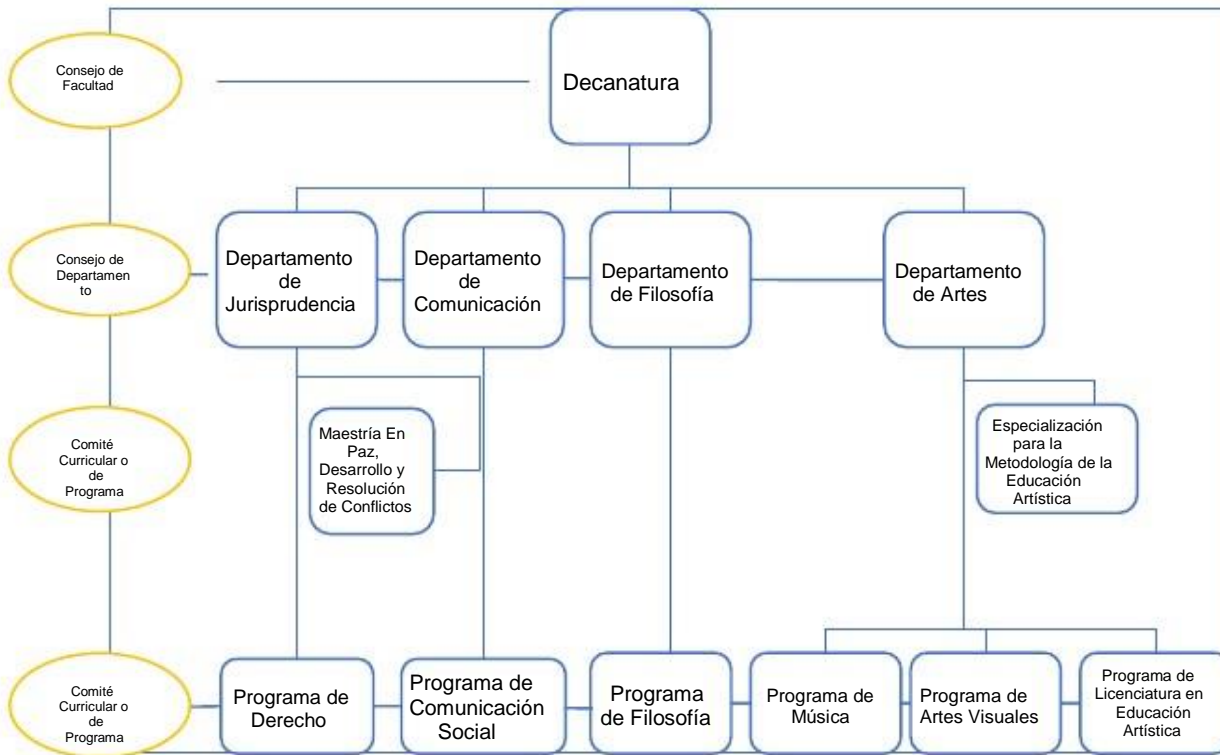 Consejo de
Facultad
Decanatura
Consejo de
Departamen
to
Departamento
de
Jurisprudencia
Departamento
de
Comunicación
Departamento
de Filosofía
Departamento
de Artes
Comité
Curricular o
de
Programa
Maestría En
Paz,
Desarrollo y
Resolución
de Conflictos
Especialización
para la
Metodología de la
Educación
Artística
Comité
Curricular o
de
Programa
Programa de
Derecho
Programa de
Comunicación
Social
Programa
de Filosofía
Programa de
Música
Programa de
Artes Visuales
Programa de
Licenciatura en
Educación
Artística